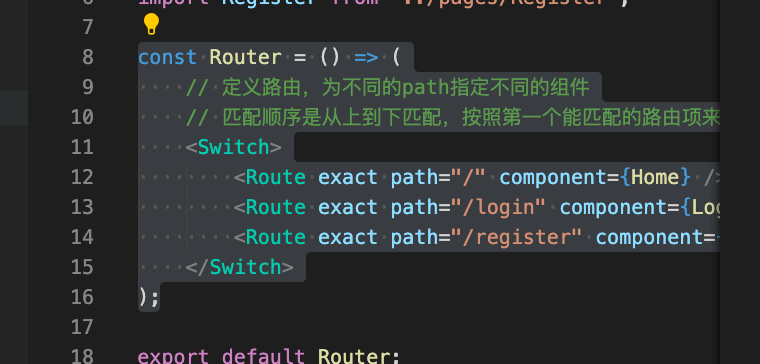 import Register from '../pages/Register';
7
8 const Router = () => (
9 // 定义路由，为不同的path指定不同的组件
10 // 匹配顺序是从上到下匹配，按照第一个能匹配的路由项来
11 <Switch>
12 <Route exact path="/" component={Home} />
13 <Route exact path="/login" component={Log
14 <Route exact path="/register" component=
15 </Switch>
16 );
17
18 export default Router;